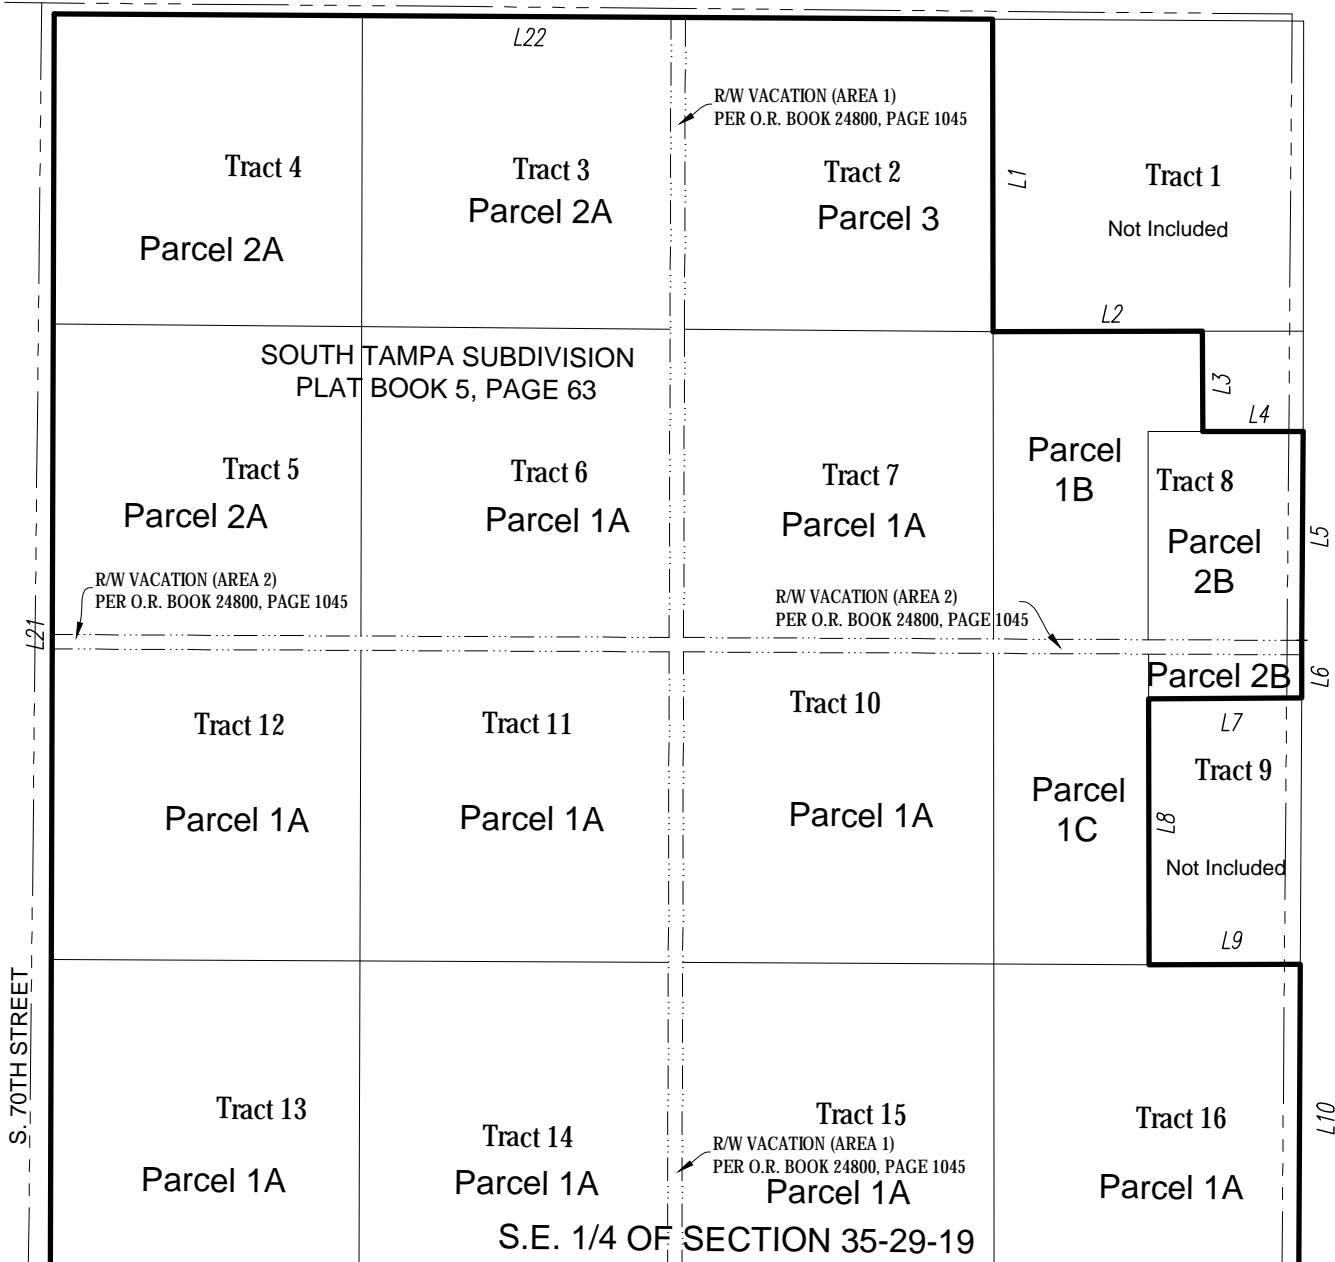 L22
R/W VACATION (AREA 1)
PER O.R. BOOK 24800, PAGE 1045
Tract 4
Parcel 2A
Tract 3
Parcel 2A
Tract 2
Parcel 3
L1
Tract 1
Not Included
L2
SOUTH TAMPA SUBDIVISION
PLAT BOOK 5, PAGE 63
L3
L4
Tract 5
Parcel 2A
Tract 6
Parcel 1A
Tract 7
Parcel 1A
Parcel
1B
Tract 8
Parcel
2B
L5
R/W VACATION (AREA 2)
PER O.R. BOOK 24800, PAGE 1045
R/W VACATION (AREA 2)
PER O.R. BOOK 24800, PAGE 1045
L21
Parcel 2B
L6
L7
Tract 12
Parcel 1A
Tract 11
Parcel 1A
Tract 10
Parcel 1A
Parcel
1C
L8
Tract 9
Not Included
L9
S. 70TH STREET
Tract 13
Parcel 1A
Tract 14
Parcel 1A
Tract 15
R/W VACATION (AREA 1)
PER O.R. BOOK 24800, PAGE 1045
Parcel 1A
Tract 16
Parcel 1A
L10
S.E. 1/4 OF SECTION 35-29-19